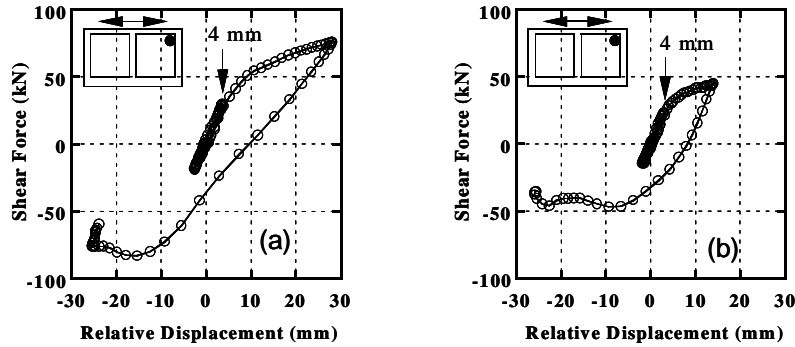 100
50
0
-50
-100
Shear Force (kN)
4 mm
(a)
-30 -20 -10 0 10 20 30
Relative Displacement (mm)
100
50
0
-50
-100
Shear Force (kN)
4 mm
(b)
-30 -20 -10 0 10 20 30
Relative Displacement (mm)